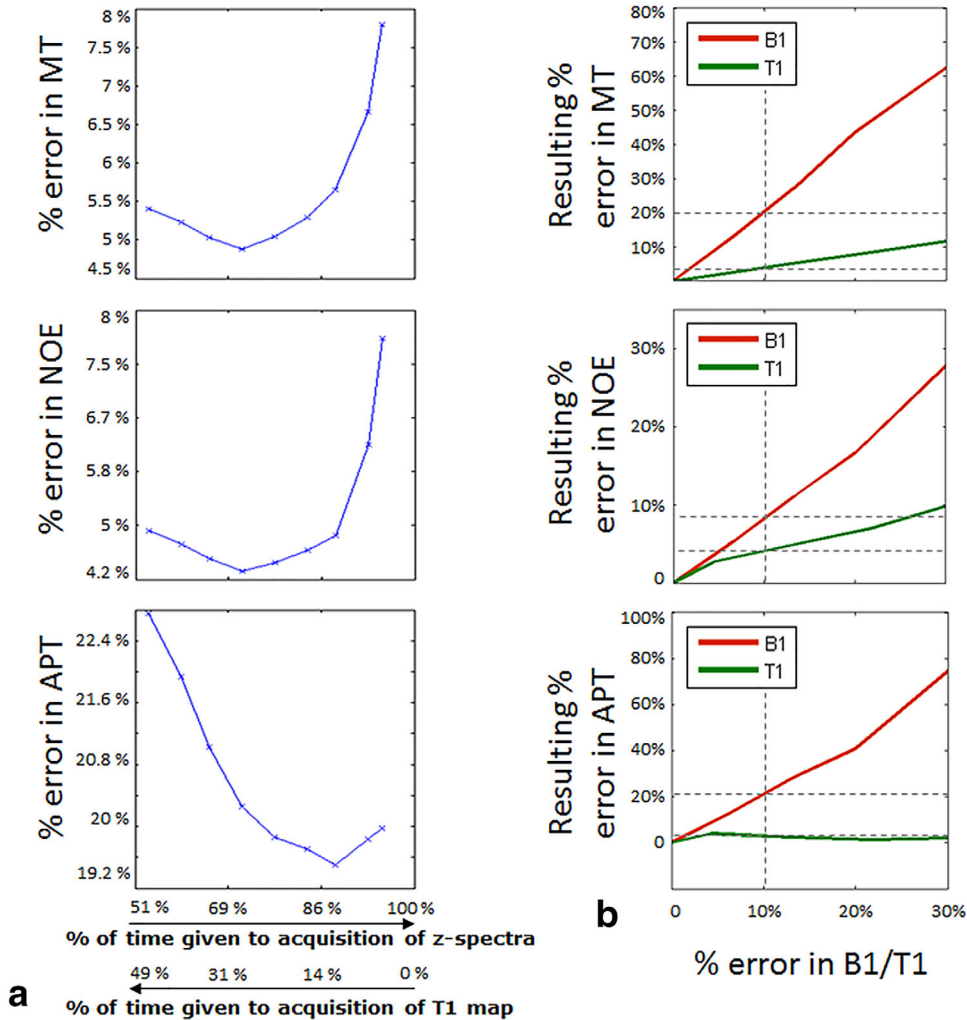 % error in MT
8 %
7.5 %
7 %
6.5 %
6 %
5.5 %
5 %
4.5 %
% error in NOE
8 %
7.5 %
6.7 %
5.8 %
5 %
4.2 %
% error in APT
22.4 %
21.6 %
20.8 %
20 %
19.2 %
51 %
69 %
86 %
100 %
% of time given to acquisition of z-spectra
49 %
31 %
14 %
0 %
% of time given to acquisition of T1 map
a
Resulting %
error in MT
80%
70%
60%
50%
40%
30%
20%
10%
B1
T1
Resulting %
error in NOE
30%
20%
10%
0
B1
T1
Resulting %
error in APT
100%
80%
60%
40%
20%
0
B1
T1
0
10%
20%
30%
% error in B1/T1
b